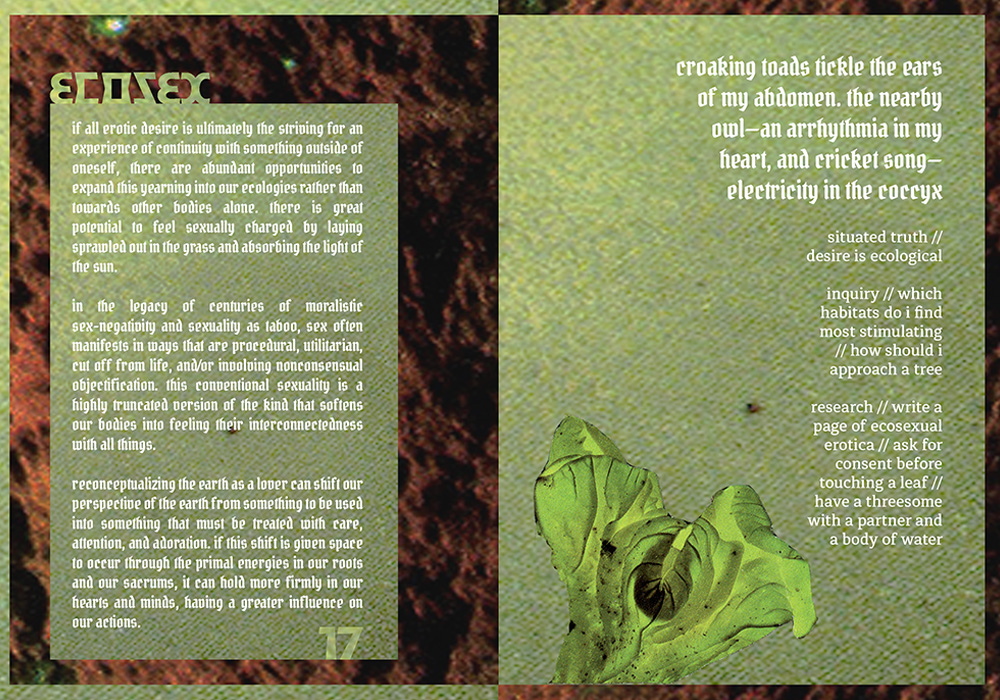 ecosex
if all erotic desire is ultimately the striving for an
experience of continuity with something outside of
oneself, there are abundant opportunities to
expand this yearning into our ecologies rather than
towards other bodies alone. there is great
potential to feel sexually charged by laying
sprawled out in the grass and absorbing the light of
the sun.
in the legacy of centuries of moralistic
sex-negativity and sexuality as taboo, sex often
manifests in ways that are procedural, utilitarian,
cut off from life, and/or involving nonconsensual
objectification. this conventional sexuality is a
highly truncated version of the kind that softens
our bodies into feeling their interconnectedness
with all things.
reconceptualizing the earth as a lover can shift our
perspective of the earth from something to be used
into something that must be treated with care,
attention, and adoration. if this shift is given space
to occur through the primal energies in our roots
and our sacrums, it can hold more firmly in our
hearts and minds, having a greater influence on
our actions.
17
croaking toads tickle the ears
of my abdomen. the nearby
owl—an arrhythmia in my
heart, and cricket song—
electricity in the coccyx
situated truth //
desire is ecological
inquiry // which
habitats do i find
most stimulating
// how should i
approach a tree
research // write a
page of ecosexual
erotica // ask for
consent before
touching a leaf //
have a threesome
with a partner and
a body of water